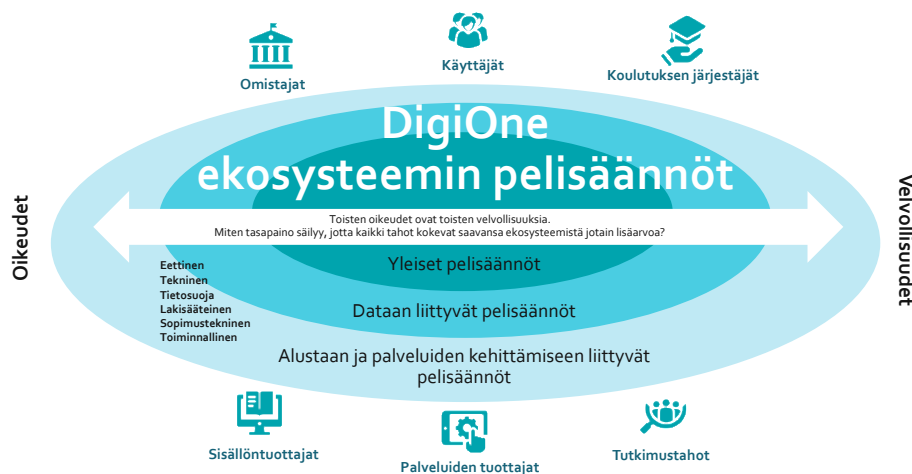 Omistajat
Käyttäjät
Koulutuksen järjestäjät
DigiOne
ekosysteemin pelisäännöt
Oikeudet
Velvollisuudet
Toisten oikeudet ovat toisten velvollisuuksia.
Miten tasapaino säilyy, jotta kaikki tahot kokevat saavansa ekosysteemistä jotain lisäarvoa?
Yleiset pelisäännöt
Eettinen
Tekninen
Tietosuoja
Lakisääteinen
Sopimustekninen
Toiminnallinen
Dataan liittyvät pelisäännöt
Alustaan ja palveluiden kehittämiseen liittyvät
pelisäännöt
Sisällöntuottajat
Palveluiden tuottajat
Tutkimustahot